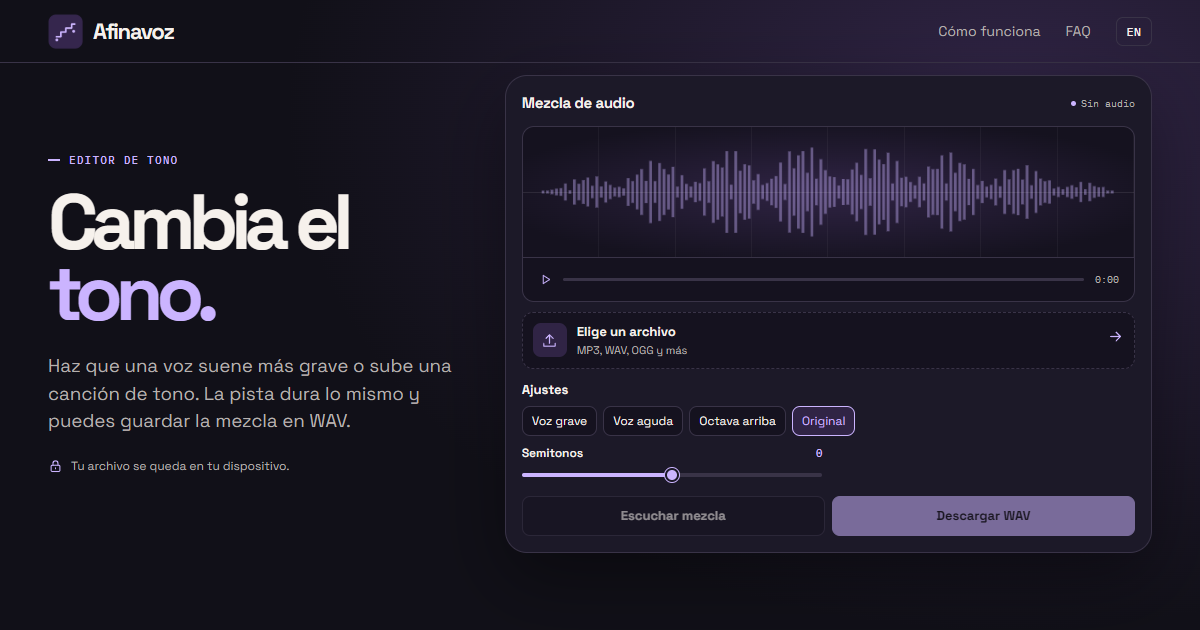 Afinavoz
Cómo funciona
FAQ
EN
EDITOR DE TONO
Cambia el
tono.
Haz que una voz suene más grave o sube una
canción de tono. La pista dura lo mismo y
puedes guardar la mezcla en WAV.
Tu archivo se queda en tu dispositivo.
Mezcla de audio
Sin audio
0:00
Elige un archivo
MP3, WAV, OGG y más
Ajustes
Voz grave
Voz aguda
Octava arriba
Original
Semitonos
0
Escuchar mezcla
Descargar WAV